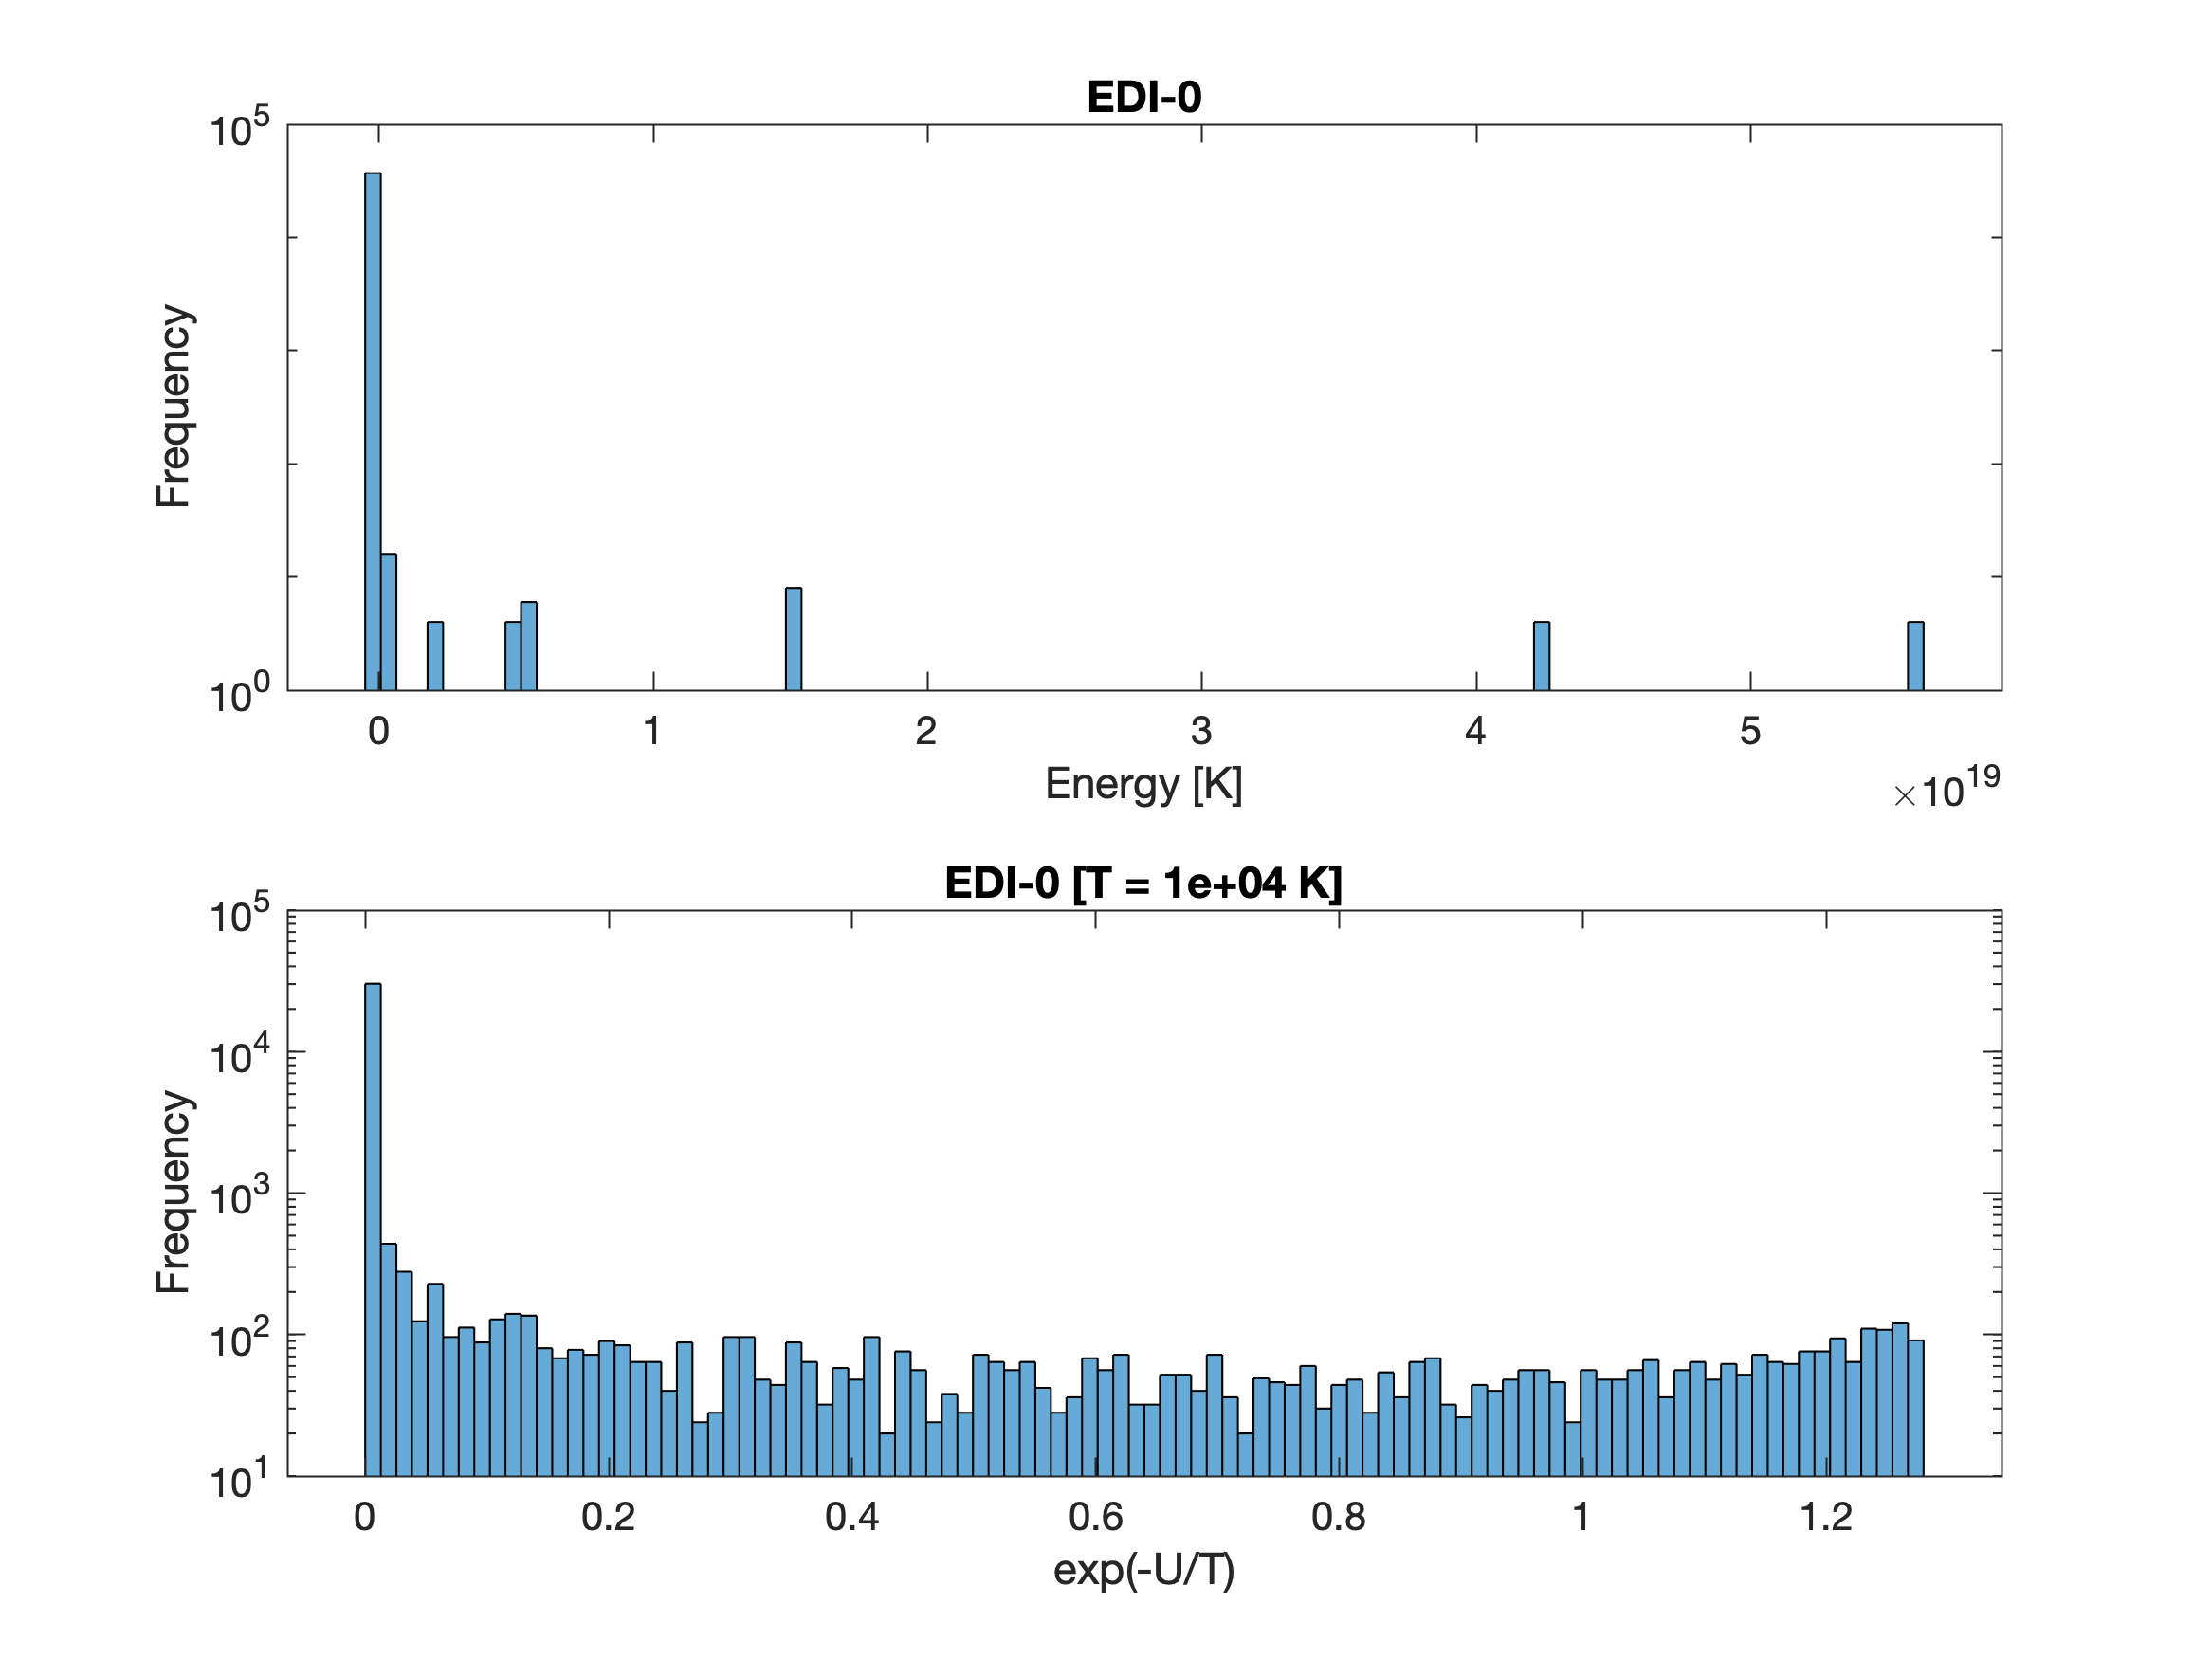 EDI-0
10^5
Frequency
10^0
0 1 2 3 4 5
Energy [K]
×10^19
EDI-0 [T = 1e+04 K]
10^5
10^4
10^3
10^2
10^1
Frequency
0 0.2 0.4 0.6 0.8 1 1.2
exp(-U/T)